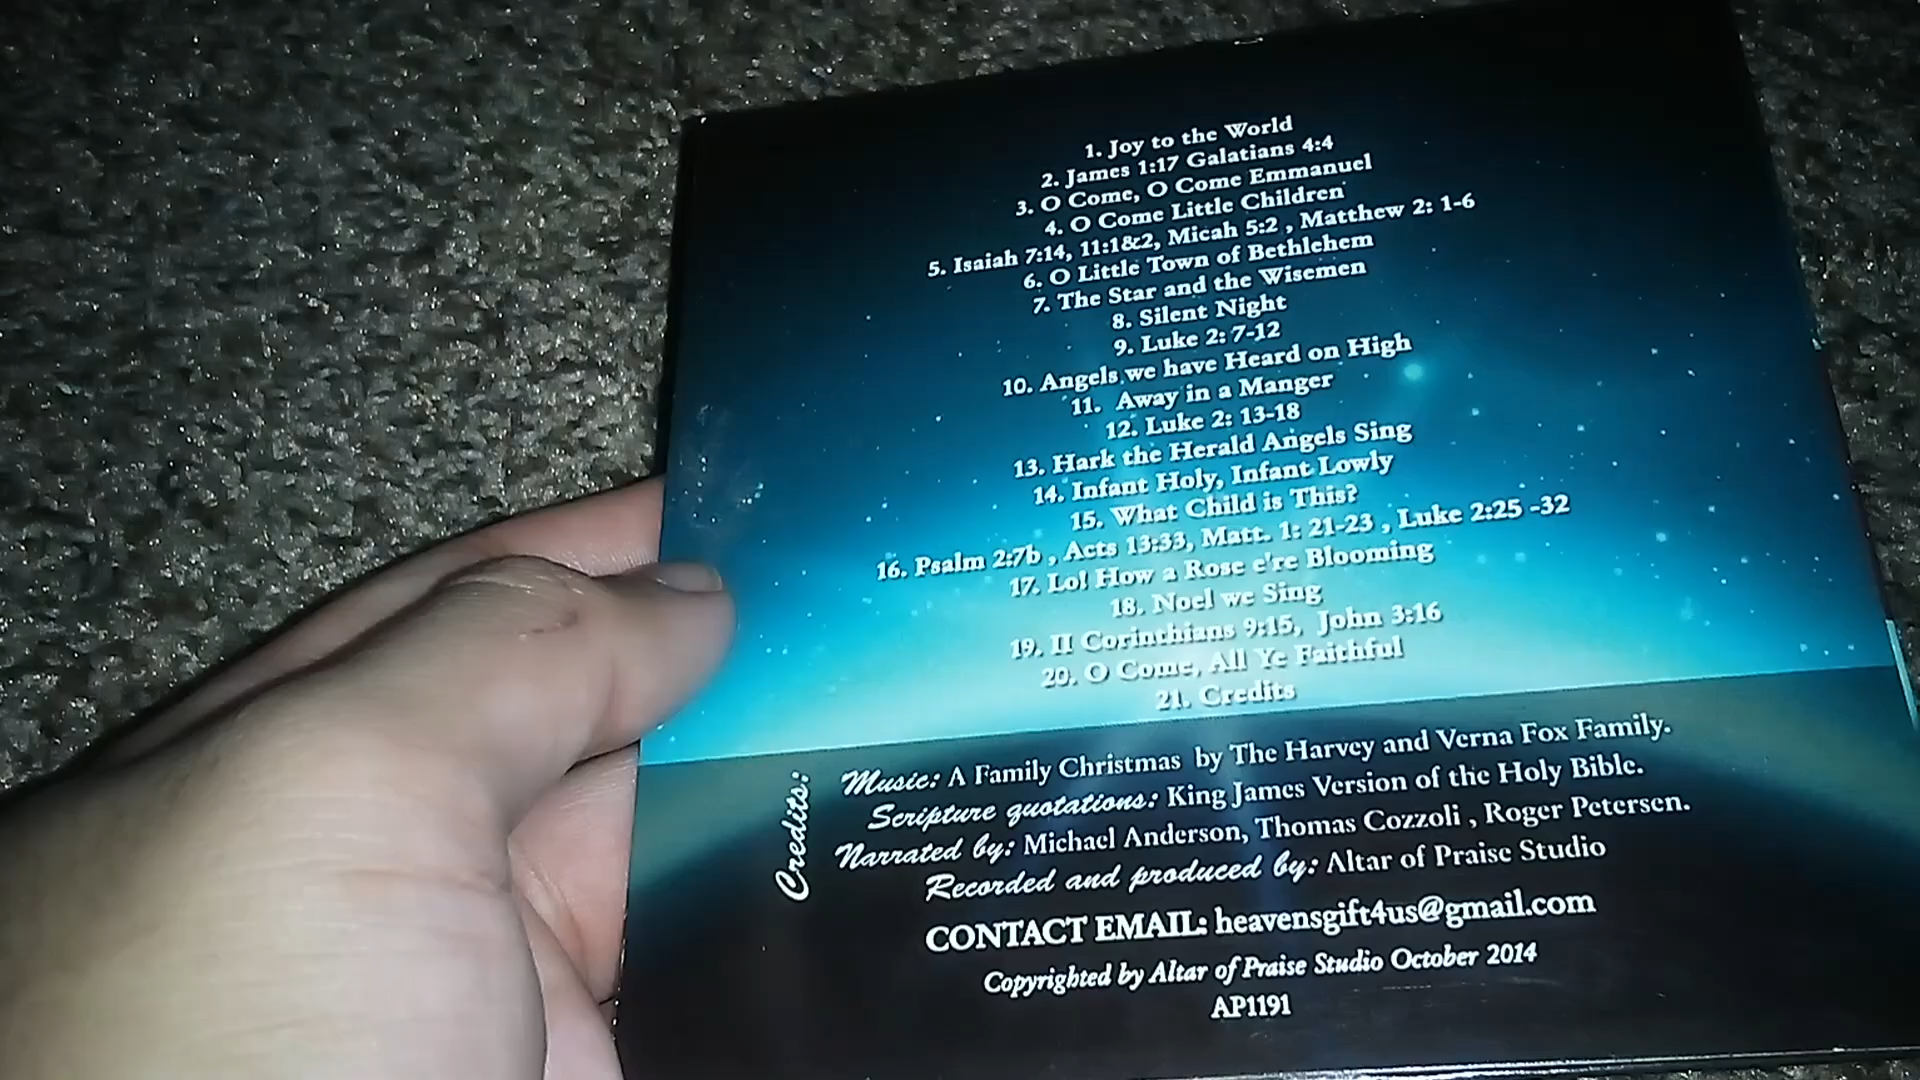 1. Joy to the World
2. James 1:17 Galatians 4:4
3. O Come, O Come Emmanuel
4. O Come Little Children
5. Isaiah 7:14, 11:1&2, Micah 5:2 , Matthew 2: 1-6
6. O Little Town of Bethlehem
7. The Star and the Wisemen
8. Silent Night
9. Luke 2: 7-12
10. Angels we have Heard on High
11. Away in a Manger
12. Luke 2: 13-18
13. Hark the Herald Angels Sing
14. Infant Holy, Infant Lowly
15. What Child is This?
16. Psalm 2:7b , Acts 13:33, Matt. 1: 21-23 , Luke 2:25 -32
17. Lo! How a Rose e're Blooming
18. Noel we Sing
19. II Corinthians 9:15, John 3:16
20. O Come, All Ye Faithful
21. Credits
Credits:
Music: A Family Christmas by The Harvey and Verna Fox Family.
Scripture quotations: King James Version of the Holy Bible.
Narrated by: Michael Anderson, Thomas Cozzoli , Roger Petersen.
Recorded and produced by: Altar of Praise Studio
CONTACT EMAIL: heavensgift4us@gmail.com
Copyrighted by Altar of Praise Studio October 2014
AP1191